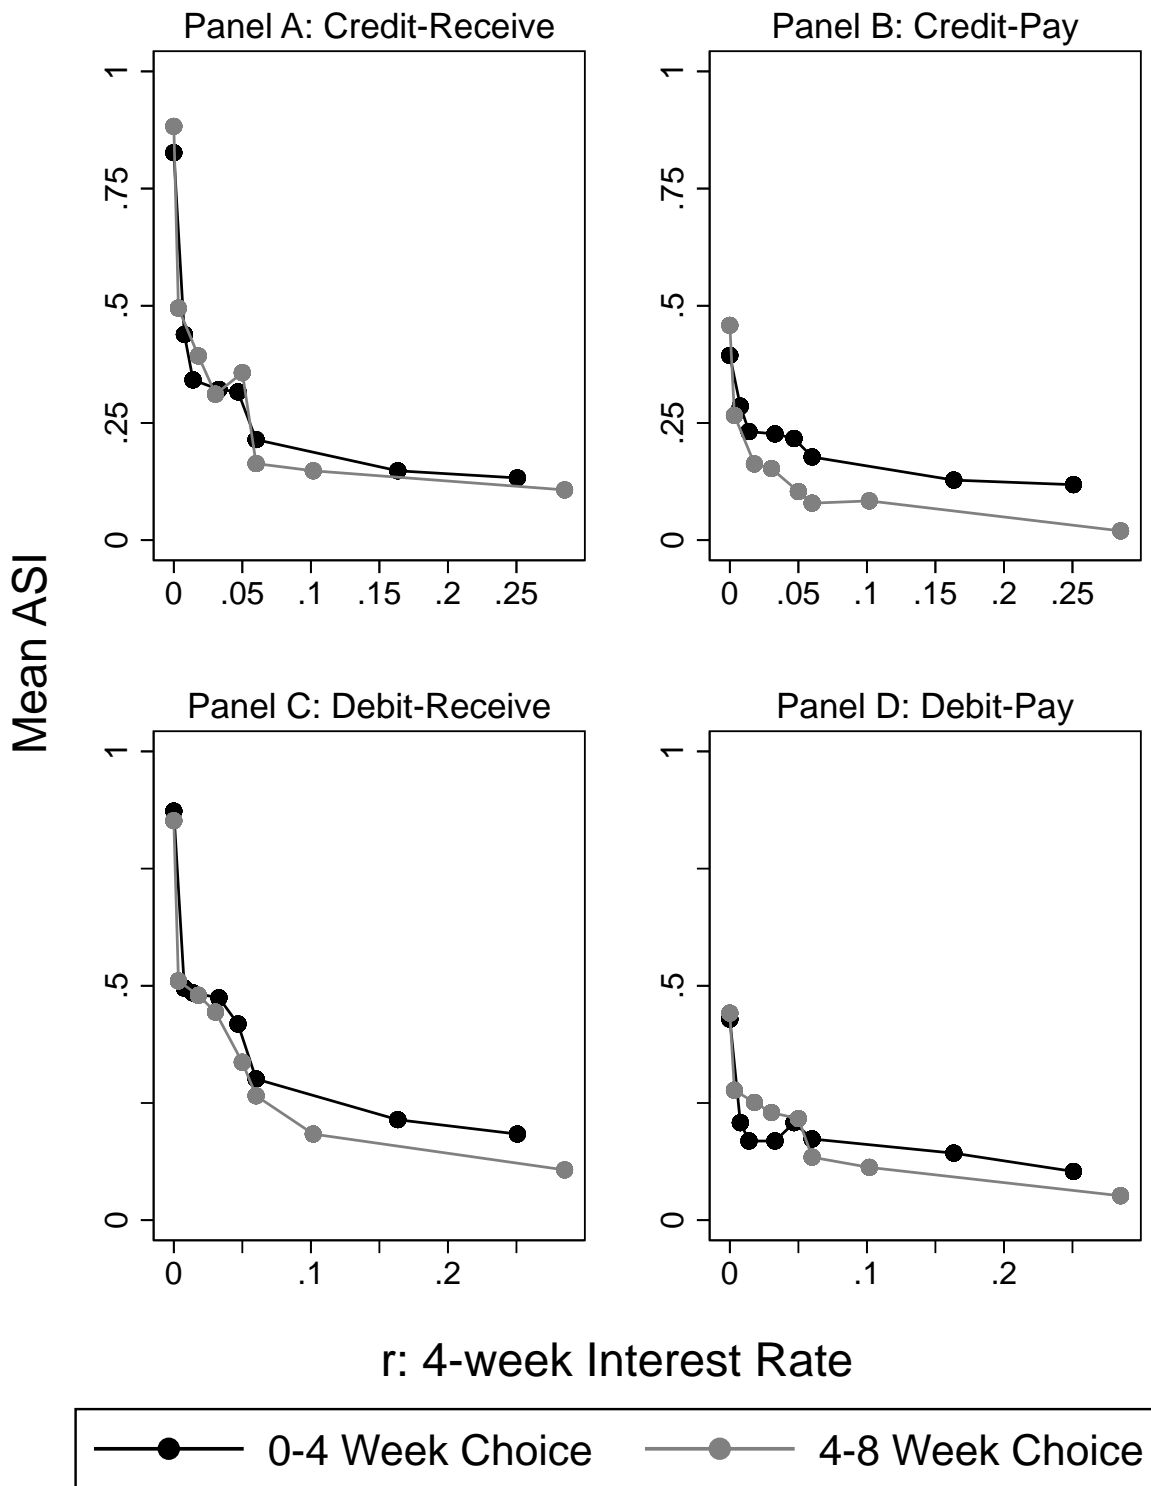 Panel A: Credit-Receive
Panel B: Credit-Pay
1
.75
.5
.25
0
0 .05 .1 .15 .2 .25
1
.75
.5
.25
0
0 .05 .1 .15 .2 .25
Mean ASI
Panel C: Debit-Receive
Panel D: Debit-Pay
1
.5
0
0 .1 .2
1
.5
0
0 .1 .2
r: 4-week Interest Rate
0-4 Week Choice
4-8 Week Choice